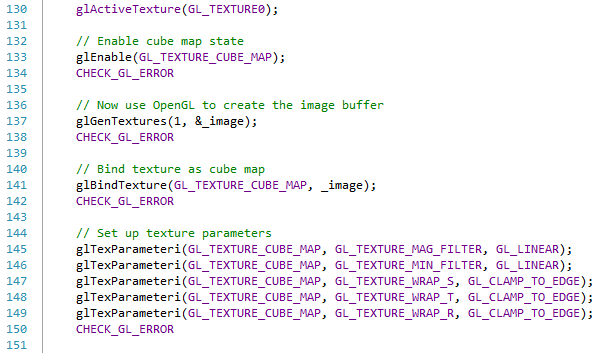 130 glActiveTexture(GL_TEXTURE0);
131
132 // Enable cube map state
133 glEnable(GL_TEXTURE_CUBE_MAP);
134 CHECK_GL_ERROR
135
136 // Now use OpenGL to create the image buffer
137 glGenTextures(1, &_image);
138 CHECK_GL_ERROR
139
140 // Bind texture as cube map
141 glBindTexture(GL_TEXTURE_CUBE_MAP, _image);
142 CHECK_GL_ERROR
143
144 // Set up texture parameters
145 glTexParameteri(GL_TEXTURE_CUBE_MAP, GL_TEXTURE_MAG_FILTER, GL_LINEAR);
146 glTexParameteri(GL_TEXTURE_CUBE_MAP, GL_TEXTURE_MIN_FILTER, GL_LINEAR);
147 glTexParameteri(GL_TEXTURE_CUBE_MAP, GL_TEXTURE_WRAP_S, GL_CLAMP_TO_EDGE);
148 glTexParameteri(GL_TEXTURE_CUBE_MAP, GL_TEXTURE_WRAP_T, GL_CLAMP_TO_EDGE);
149 glTexParameteri(GL_TEXTURE_CUBE_MAP, GL_TEXTURE_WRAP_R, GL_CLAMP_TO_EDGE);
150 CHECK_GL_ERROR
151